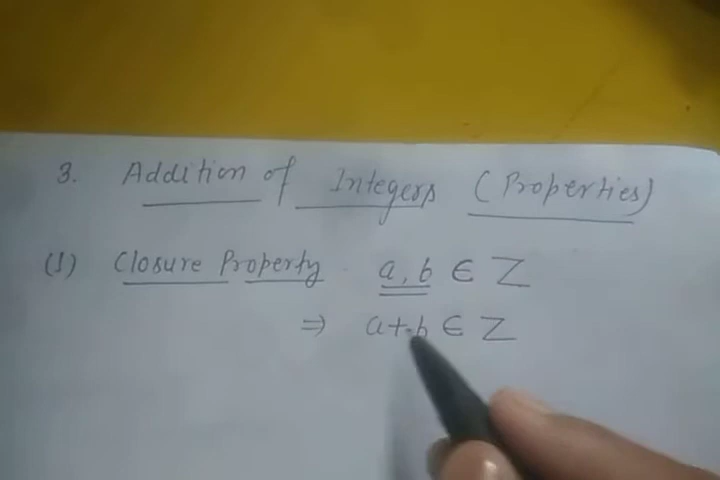 3. Addition of Integers (Properties)
(1) Closure Property a, b ∈ Z
⇒ a+b ∈ Z